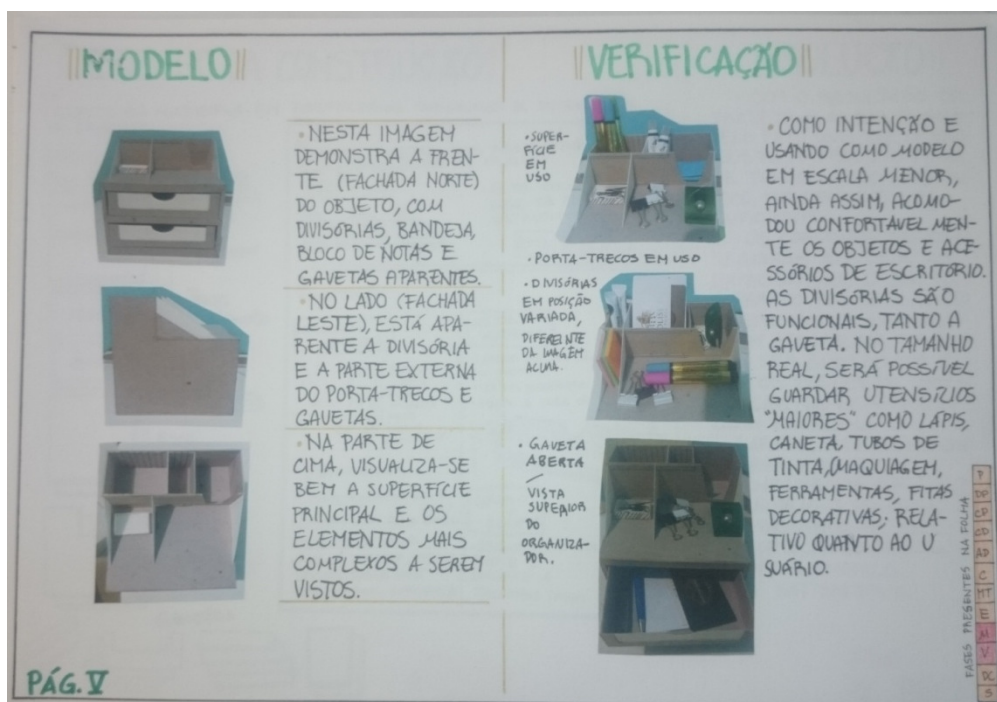 MODELO
• NESTA IMAGEM
DEMONSTRA A FREN-
TE (FACHADA NORTE)
DO OBJETO, COM
DIVISÓRIAS, BANDEJA,
BLOCO DE NOTAS E
GAVETAS APARENTES.
• NO LADO (FACHADA
LESTE), ESTÁ APA-
RENTE A DIVISÓRIA
E A PARTE EXTERNA
DO PORTA-TRECOS E
GAVETAS.
• NA PARTE DE
CIMA, VISUALIZA-SE
BEM A SUPERFÍCIE
PRINCIPAL E OS
ELEMENTOS MAIS
COMPLEXOS A SEREM
VISTOS.
PÁG. V
VERIFICAÇÃO
• SUPER-
FÍCIE
EM
USO
• PORTA-TRECOS EM USO
• DIVISÓRIAS
EM POSIÇÃO
VARIADA,
DIFERENTE
DA IMAGEM
ACIMA.
• GAVETA
ABERTA
/
VISTA
SUPERIOR
DO
ORGANIZA-
DOR.
• COMO INTENÇÃO E
USANDO COMO MODELO
EM ESCALA MENOR,
AINDA ASSIM, ACOMO-
DOU CONFORTAVELMEN-
TE OS OBJETOS E ACE-
SSÓRIOS DE ESCRITÓRIO.
AS DIVISÓRIAS SÃO
FUNCIONAIS, TANTO A
GAVETA. NO TAMANHO
REAL, SERÁ POSSÍVEL
GUARDAR UTENSÍLIOS
"MAIORES" COMO LÁPIS,
CANETA, TUBOS DE
TINTA, MAQUIAGEM,
FERRAMENTAS, FITAS
DECORATIVAS; RELA-
TIVO QUANTO AO U
SUÁRIO.
FASES PRESENTES NA FOLHA
P
DP
CP
CD
AD
C
MT
E
M
V
DC
S